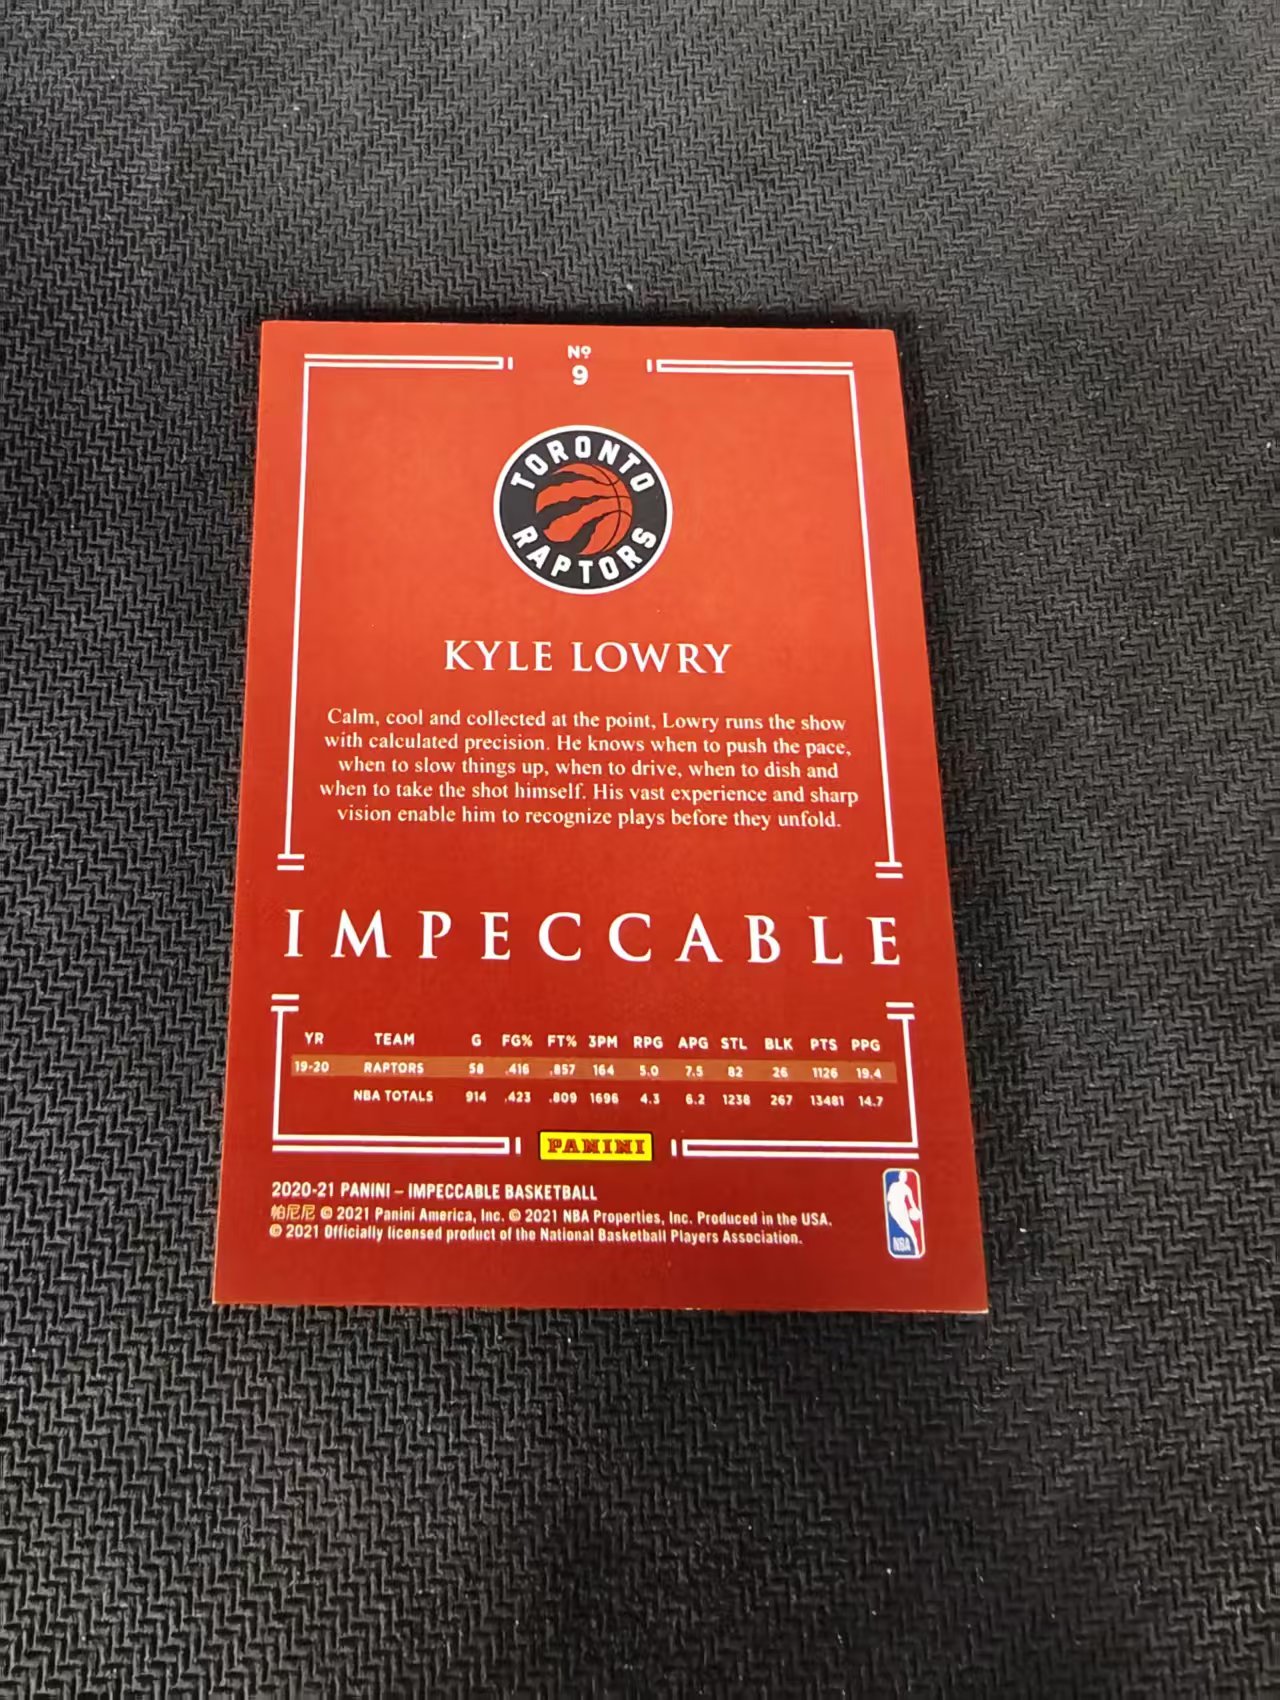 Nº
9
TORONTO
RAPTORS
KYLE LOWRY
Calm, cool and collected at the point, Lowry runs the show
with calculated precision. He knows when to push the pace,
when to slow things up, when to drive, when to dish and
when to take the shot himself. His vast experience and sharp
vision enable him to recognize plays before they unfold.
IMPECCABLE
YR TEAM G FG% FT% 3PM RPG APG STL BLK PTS PPG
19-20 RAPTORS 58 .416 .857 164 5.0 7.5 82 26 1126 19.4
NBA TOTALS 914 .423 .809 1696 4.3 6.2 1238 267 13481 14.7
PANINI
2020-21 PANINI – IMPECCABLE BASKETBALL
帕尼尼 © 2021 Panini America, Inc. © 2021 NBA Properties, Inc. Produced in the USA.
© 2021 Officially licensed product of the National Basketball Players Association.
NBA